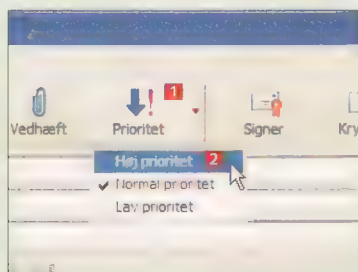 1
Vedhæft Prioritet Signer Kry
Høj prioritet 2
Normal prioritet
Lav prioritet